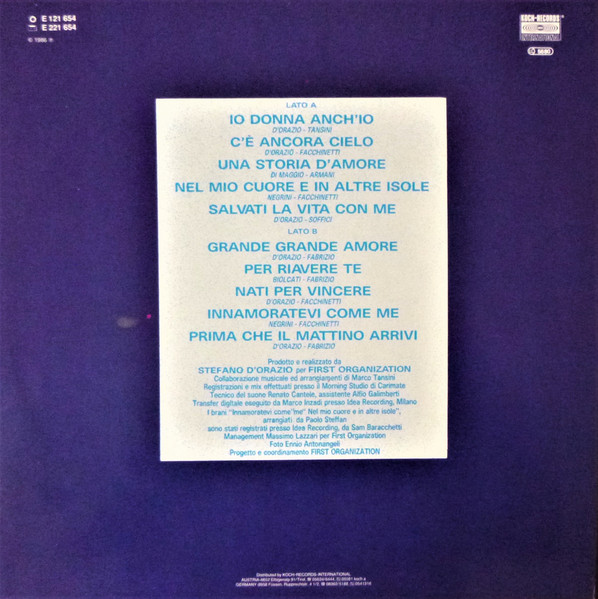 E 121 654
E 221 654
© 1986 ℗
KOCH-RECORDS
LATO A
IO DONNA ANCH'IO
D'ORAZIO - TANSINI
C'È ANCORA CIELO
D'ORAZIO - FACCHINETTI
UNA STORIA D'AMORE
DI MAGGIO - ARMANI
NEL MIO CUORE E IN ALTRE ISOLE
NEGRINI - FACCHINETTI
SALVATI LA VITA CON ME
D'ORAZIO - SOFFICI
LATO B
GRANDE GRANDE AMORE
D'ORAZIO - FABRIZIO
PER RIAVERE TE
BIOLCATI - FABRIZIO
NATI PER VINCERE
D'ORAZIO - FACCHINETTI
INNAMORATEVI COME ME
NEGRINI - FACCHINETTI
PRIMA CHE IL MATTINO ARRIVI
D'ORAZIO - FABRIZIO
Prodotto e realizzato da
STEFANO D'ORAZIO per FIRST ORGANIZATION
Collaborazione musicale ed arrangiamenti di Marco Tansini
Registrazioni e mix effettuati presso il Morning Studio di Carimate
Tecnico del suono Renato Cantele, assistente Alfio Galimberti
Transfer digitale eseguito da Marco Inzadi presso Idea Recording, Milano
I brani "Innamoratevi come me" Nel mio cuore e in altre isole",
arrangiati da Paolo Steffan
sono stati registrati presso Idea Recording, da Sam Baracchetti
Management Massimo Lazzari per First Organization
Foto Ennio Antonangeli
Progetto e coordinamento FIRST ORGANIZATION
Distributed by KOCH-RECORDS-INTERNATIONAL